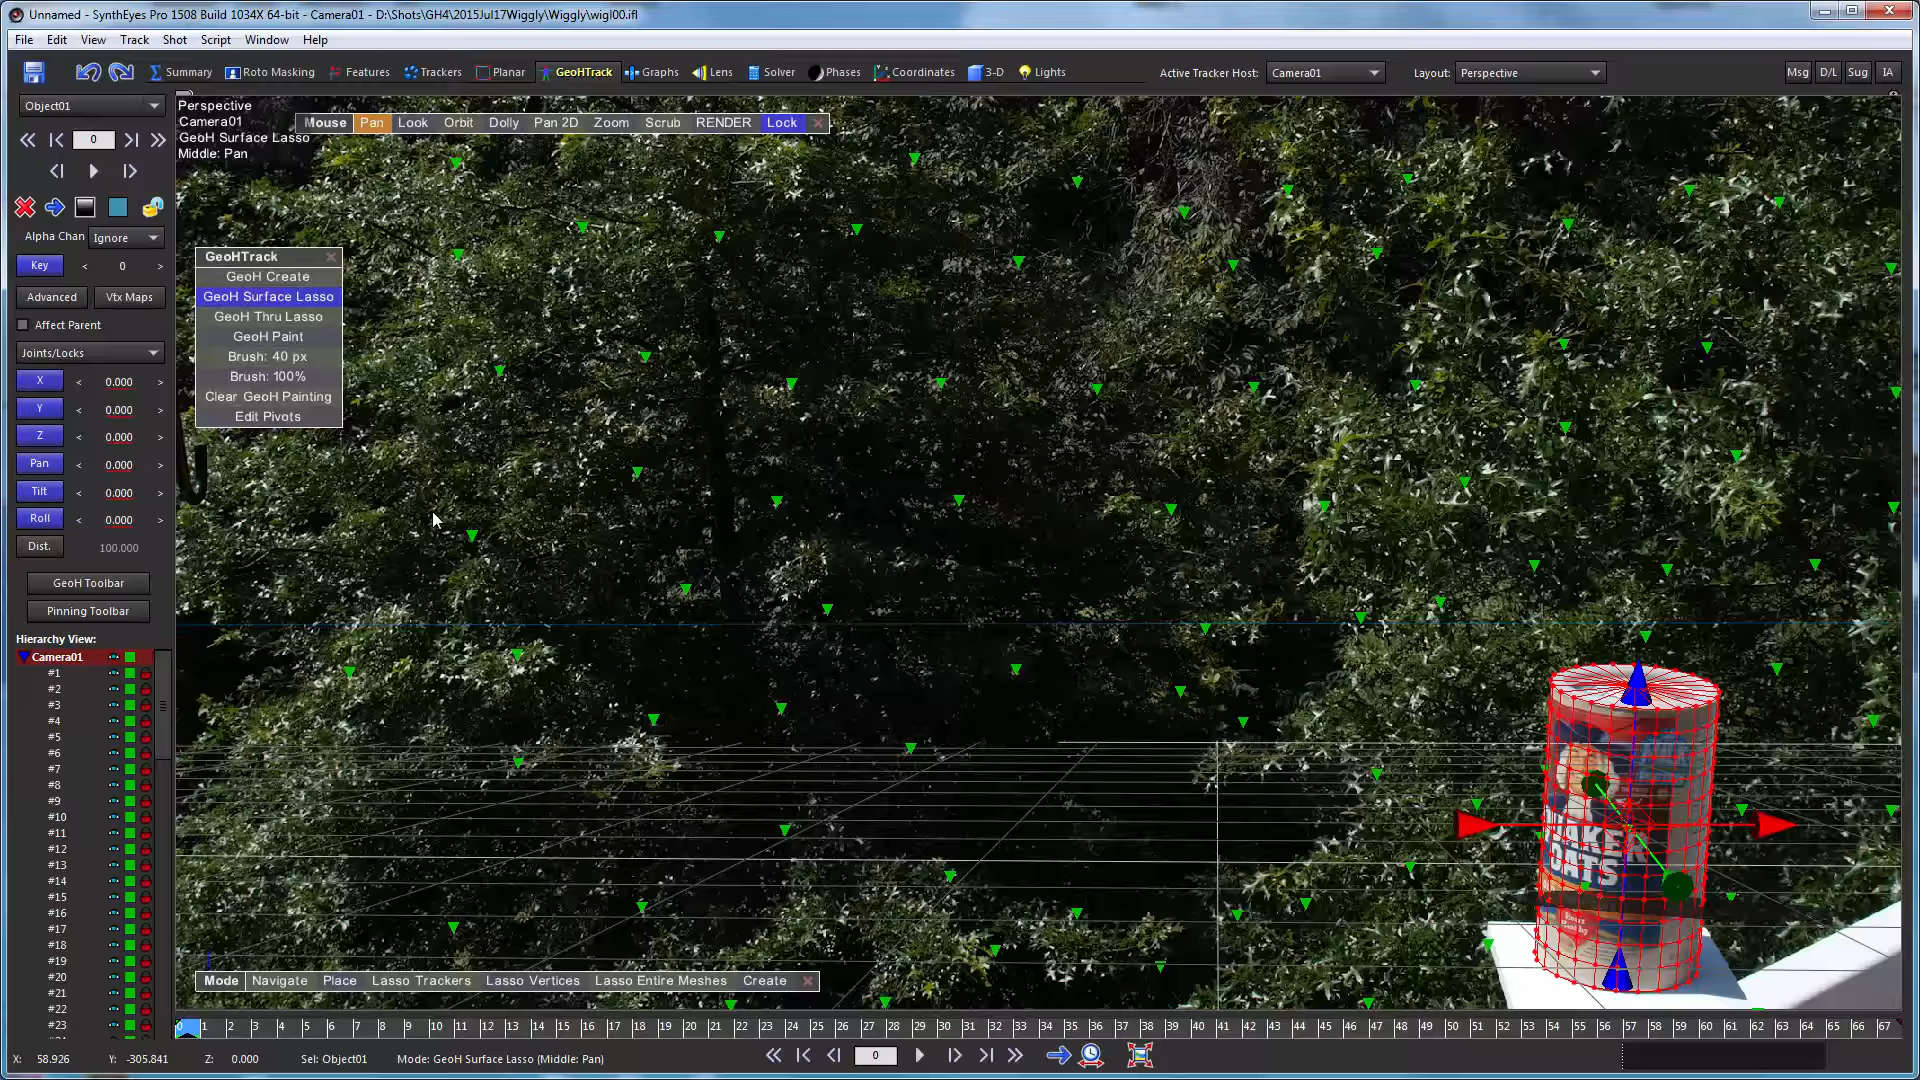 Unnamed - SynthEyes Pro 1508 Build 1034X 64-bit - Camera01 - D:\Shots\GH4\2015Jul17Wiggly\Wiggly\wigl00.ifl
File Edit View Track Shot Script Window Help
Summary Roto Masking Features Trackers Planar GeoHTrack Graphs Lens Solver Phases Coordinates 3-D Lights Active Tracker Host: Camera01 Layout: Perspective Msg D/L Sug IA
Object01
0
Alpha Chan Ignore
Key < 0 >
Advanced Vtx Maps
Affect Parent
Joints/Locks
X < 0.000 >
Y < 0.000 >
Z < 0.000 >
Pan < 0.000 >
Tilt < 0.000 >
Roll < 0.000 >
Dist. 100.000
GeoH Toolbar
Pinning Toolbar
Hierarchy View:
Camera01
#1
#2
#3
#4
#5
#6
#7
#8
#9
#10
#11
#12
#13
#14
#15
#16
#17
#18
#19
#20
#21
#22
#23
Perspective
Camera01
GeoH Surface Lasso
Middle: Pan
Mouse Pan Look Orbit Dolly Pan 2D Zoom Scrub RENDER Lock
GeoHTrack
GeoH Create
GeoH Surface Lasso
GeoH Thru Lasso
GeoH Paint
Brush: 40 px
Brush: 100%
Clear GeoH Painting
Edit Pivots
OATS
Mode Navigate Place Lasso Trackers Lasso Vertices Lasso Entire Meshes Create
0 1 2 3 4 5 6 7 8 9 10 11 12 13 14 15 16 17 18 19 20 21 22 23 24 25 26 27 28 29 30 31 32 33 34 35 36 37 38 39 40 41 42 43 44 45 46 47 48 49 50 51 52 53 54 55 56 57 58 59 60 61 62 63 64 65 66 67
X: 58.926 Y: -305.841 Z: 0.000 Sel: Object01 Mode: GeoH Surface Lasso (Middle: Pan) 0